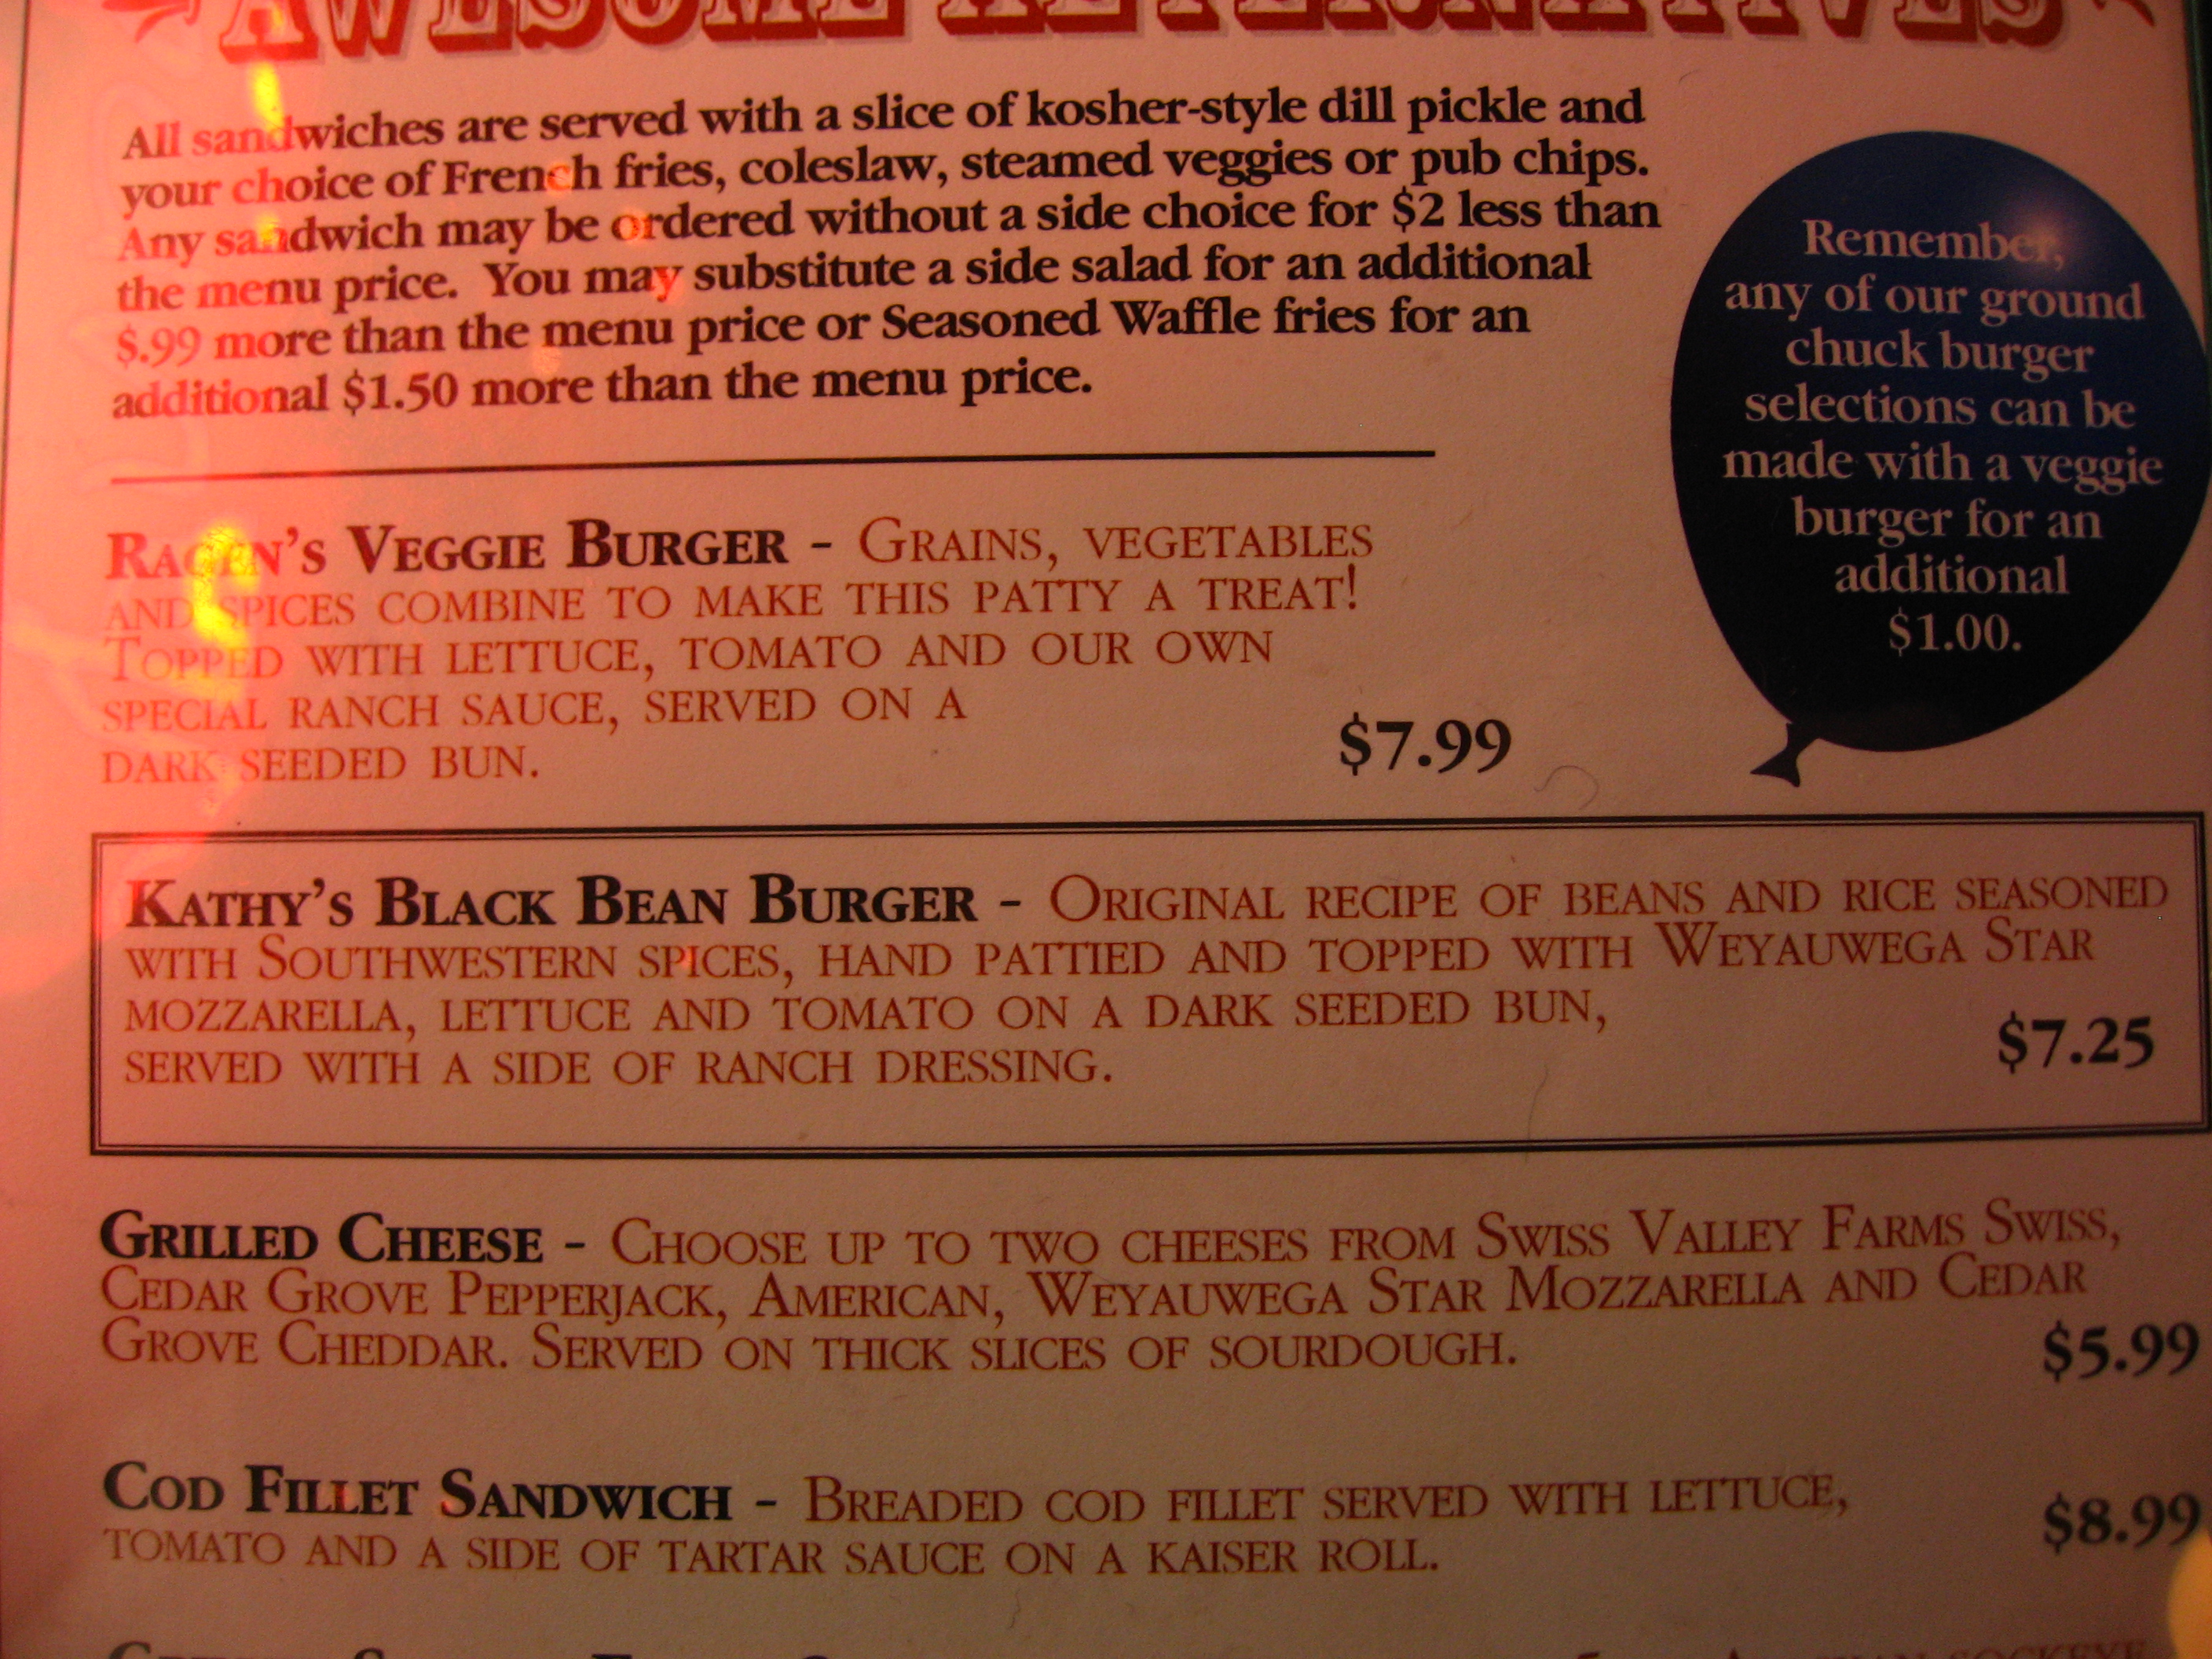 AWESOME ALTERNATIVES
All sandwiches are served with a slice of kosher-style dill pickle and
your choice of French fries, coleslaw, steamed veggies or pub chips.
Any sandwich may be ordered without a side choice for $2 less than
the menu price. You may substitute a side salad for an additional
$.99 more than the menu price or Seasoned Waffle fries for an
additional $1.50 more than the menu price.
Remember,
any of our ground
chuck burger
selections can be
made with a veggie
burger for an
additional
$1.00.
RAGEN'S VEGGIE BURGER - GRAINS, VEGETABLES
AND SPICES COMBINE TO MAKE THIS PATTY A TREAT!
TOPPED WITH LETTUCE, TOMATO AND OUR OWN
SPECIAL RANCH SAUCE, SERVED ON A
DARK SEEDED BUN.
$7.99
KATHY'S BLACK BEAN BURGER - ORIGINAL RECIPE OF BEANS AND RICE SEASONED
WITH SOUTHWESTERN SPICES, HAND PATTIED AND TOPPED WITH WEYAUWEGA STAR
MOZZARELLA, LETTUCE AND TOMATO ON A DARK SEEDED BUN,
SERVED WITH A SIDE OF RANCH DRESSING.
$7.25
GRILLED CHEESE - CHOOSE UP TO TWO CHEESES FROM SWISS VALLEY FARMS SWISS,
CEDAR GROVE PEPPERJACK, AMERICAN, WEYAUWEGA STAR MOZZARELLA AND CEDAR
GROVE CHEDDAR. SERVED ON THICK SLICES OF SOURDOUGH.
$5.99
COD FILLET SANDWICH - BREADED COD FILLET SERVED WITH LETTUCE,
TOMATO AND A SIDE OF TARTAR SAUCE ON A KAISER ROLL.
$8.99